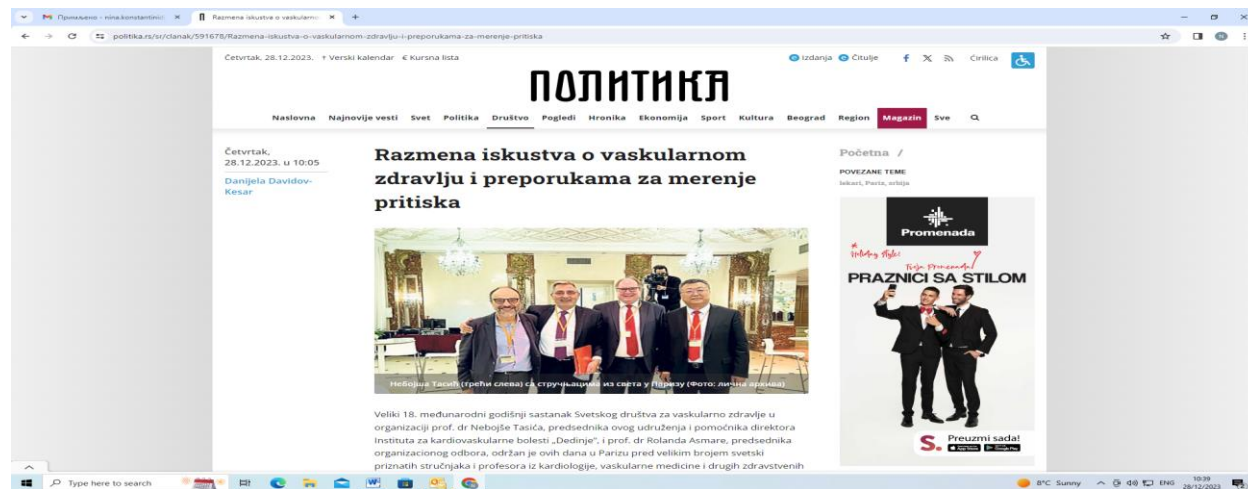 Примљено - nina.konstantinic
Razmena iskustva o vaskularno
politika.rs/sr/clanak/591678/Razmena-iskustva-o-vaskularnom-zdravlju-i-preporukama-za-merenje-pritiska
Četvrtak, 28.12.2023. † Verski kalendar € Kursna lista
Izdanja Čitulje Ćirilica
ПОЛИТИКА
Naslovna Najnovije vesti Svet Politika Društvo Pogledi Hronika Ekonomija Sport Kultura Beograd Region Magazin Sve
Četvrtak,
28.12.2023. u 10:05
Danijela Davidov-
Kesar
Razmena iskustva o vaskularnom
zdravlju i preporukama za merenje
pritiska
Небојша Тасић (трећи слева) са стручњацима из света у Паризу (Фото: лична архива)
Veliki 18. međunarodni godišnji sastanak Svetskog društva za vaskularno zdravlje u
organizaciji prof. dr Nebojše Tasića, predsednika ovog udruženja i pomoćnika direktora
Instituta za kardiovaskularne bolesti „Dedinje”, i prof. dr Rolanda Asmare, predsednika
organizacionog odbora, održan je ovih dana u Parizu pred velikim brojem svetski
priznatih stručnjaka i profesora iz kardiologije, vaskularne medicine i drugih zdravstvenih
Početna /
POVEZANE TEME
lekari, Pariz, srbija
Promenada
Holiday Style!
Tvoja Promenada
PRAZNICI SA STILOM
S. Preuzmi sada!
Type here to search
8°C Sunny
ENG
10:39
28/12/2023